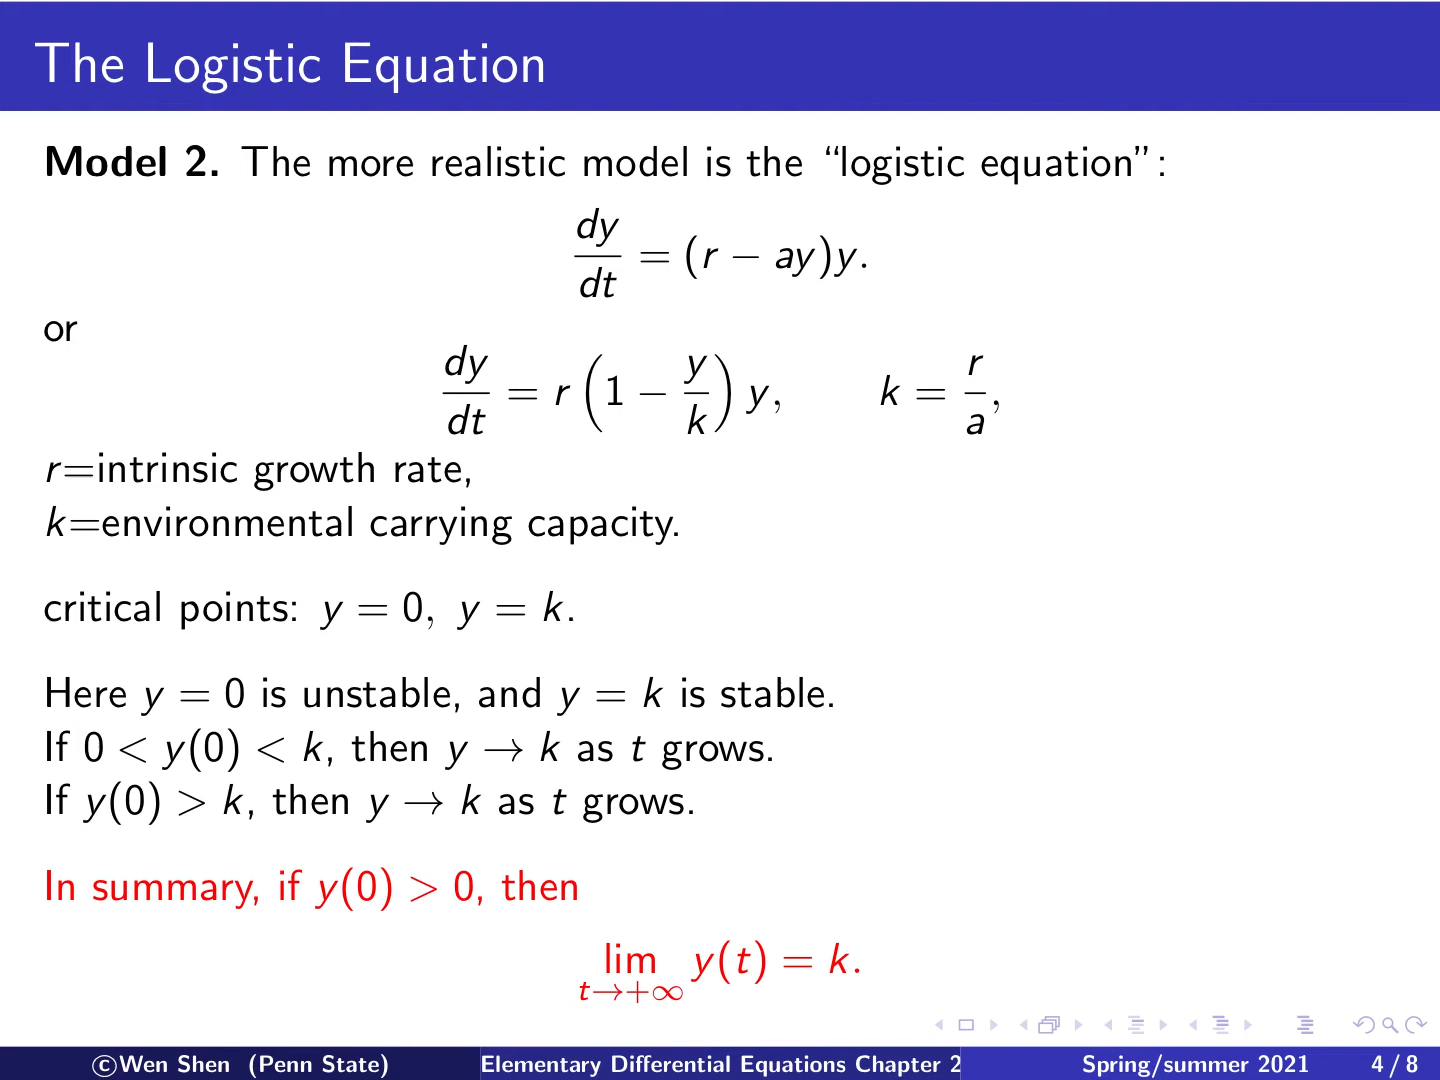 The Logistic Equation
Model 2. The more realistic model is the “logistic equation”:
dy/dt = (r − ay)y.
or
dy/dt = r (1 − y/k) y, k = r/a,
r=intrinsic growth rate,
k=environmental carrying capacity.
critical points: y = 0, y = k.
Here y = 0 is unstable, and y = k is stable.
If 0 < y(0) < k, then y → k as t grows.
If y(0) > k, then y → k as t grows.
In summary, if y(0) > 0, then
lim t→+∞ y(t) = k.
©Wen Shen (Penn State) Elementary Differential Equations Chapter 2 Spring/summer 2021 4 / 8